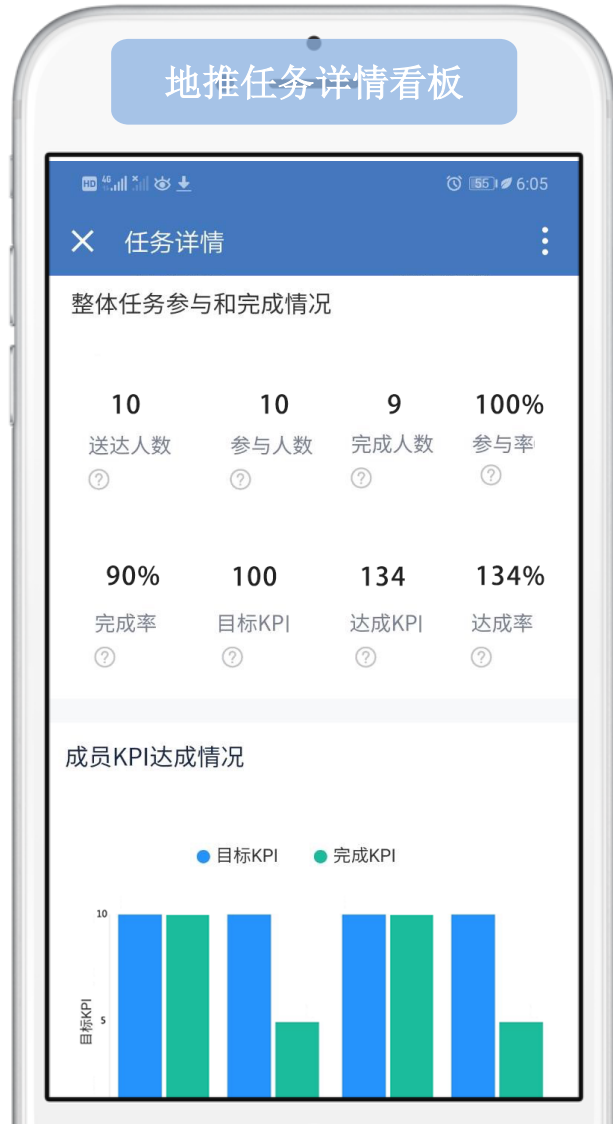 地推任务详情看板
HD 4G 55 6:05
任务详情
整体任务参与和完成情况
10 10 9 100%
送达人数 参与人数 完成人数 参与率
? ? ? ?
90% 100 134 134%
完成率 目标KPI 达成KPI 达成率
? ? ? ?
成员KPI达成情况
目标KPI 完成KPI
10
5
目标KPI